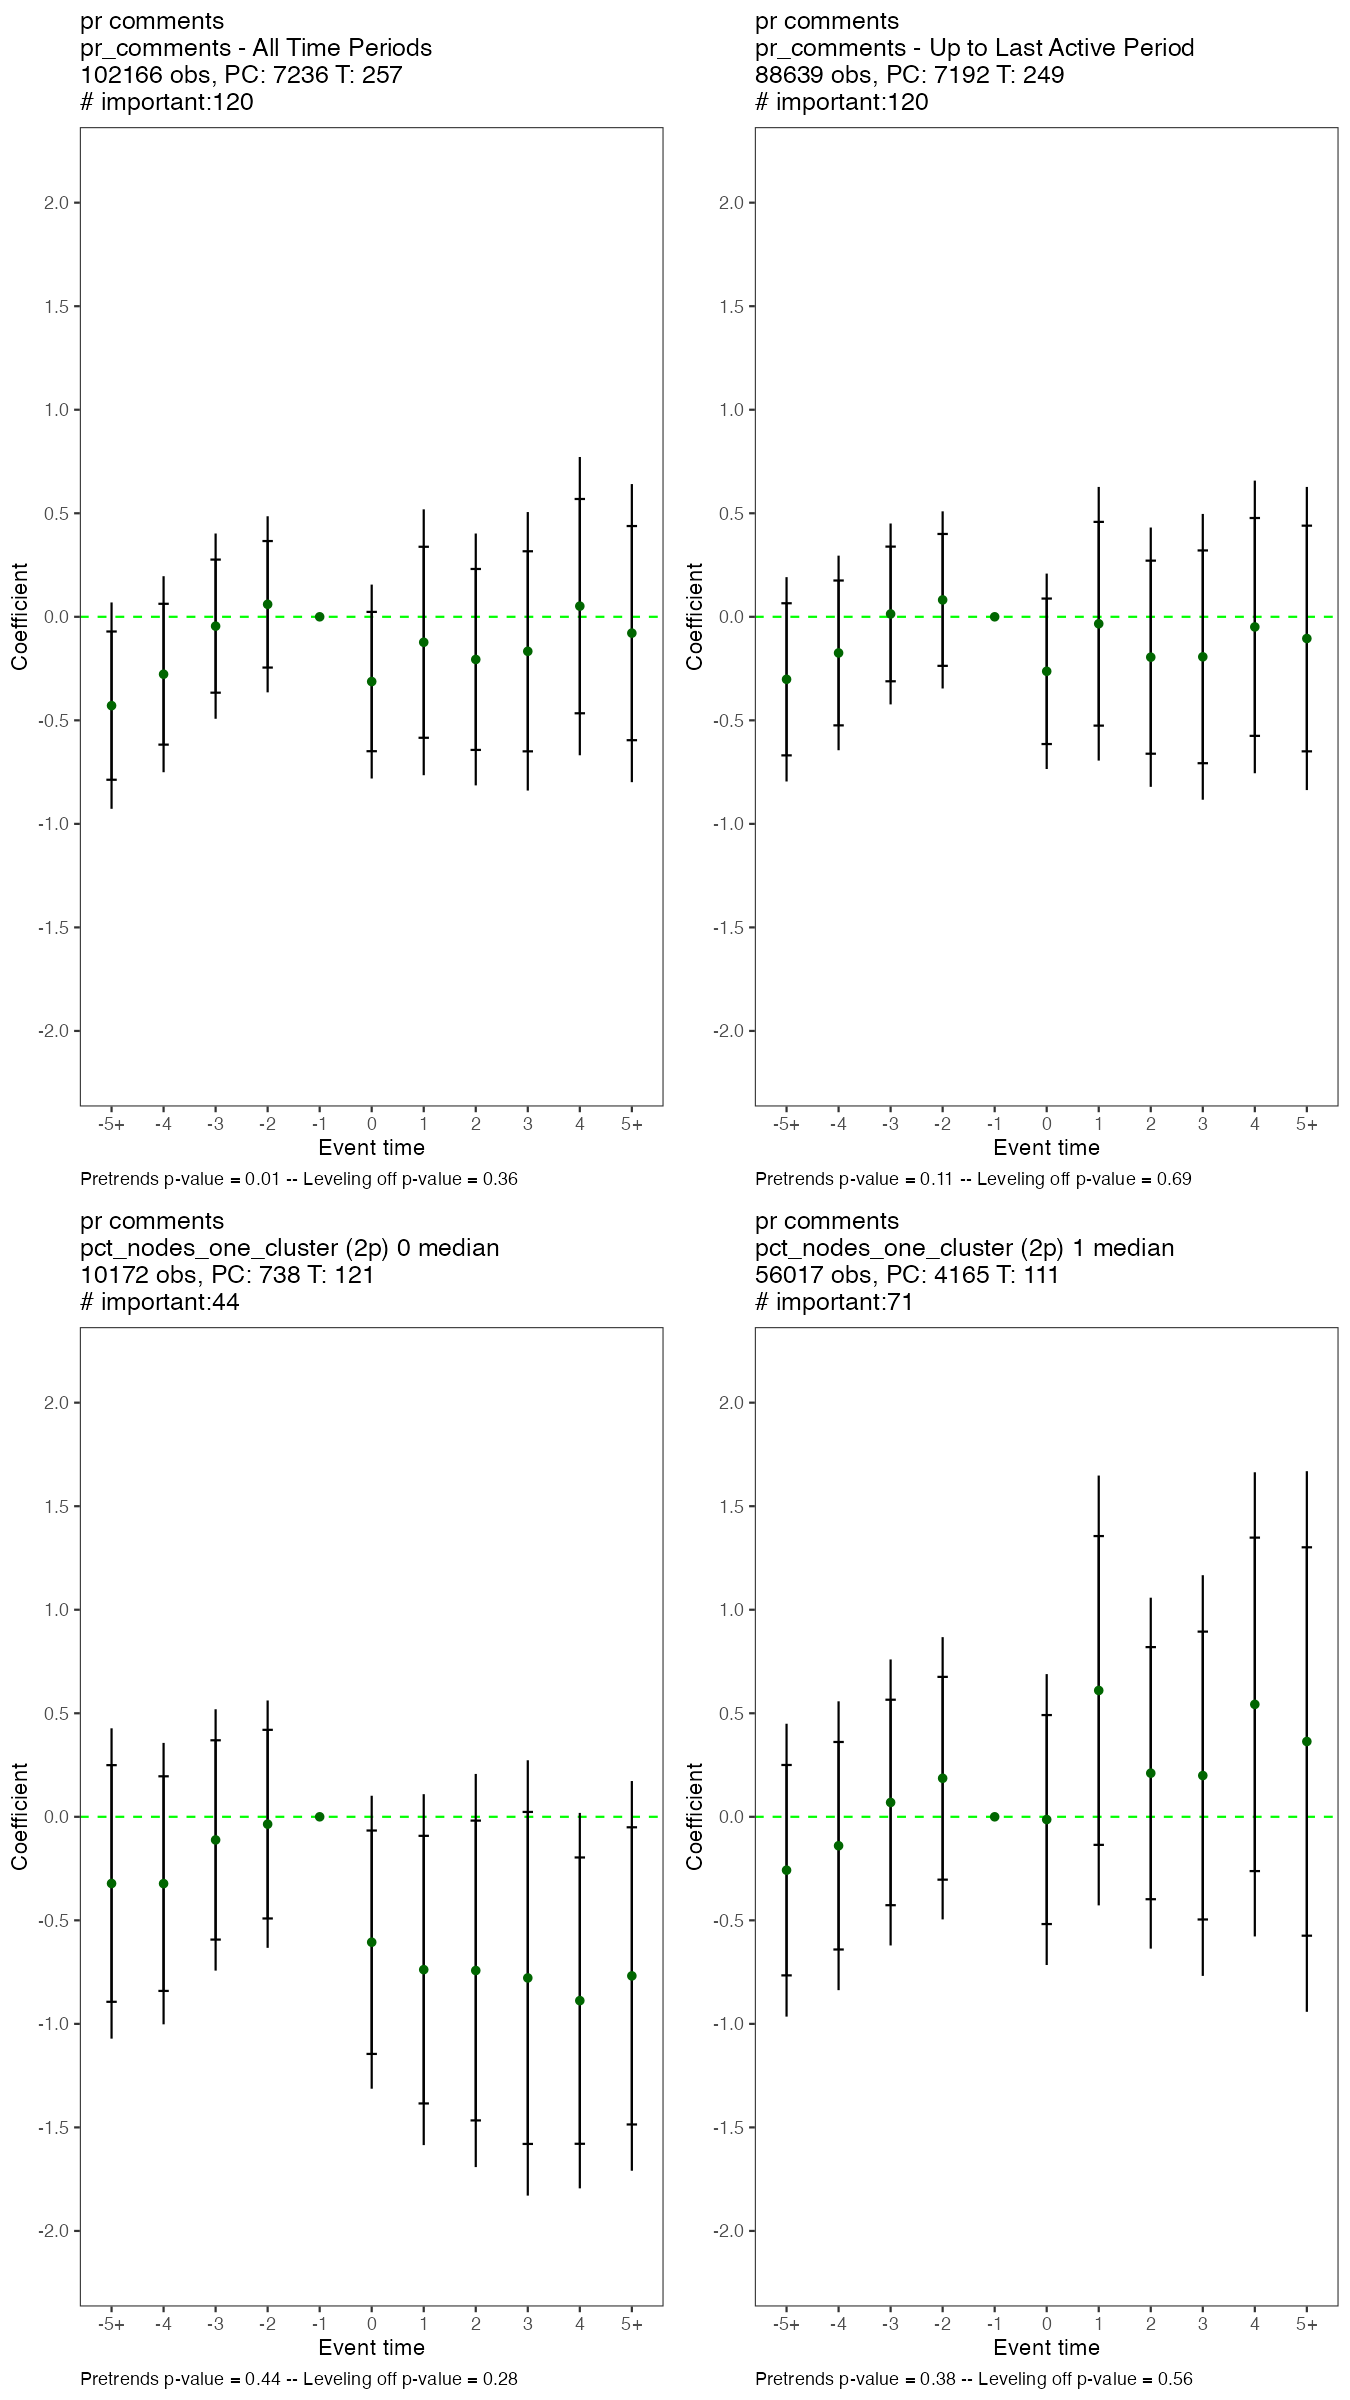 pr comments
pr_comments - All Time Periods
102166 obs, PC: 7236 T: 257
# important:120
2.0
1.5
1.0
0.5
0.0
-0.5
-1.0
-1.5
-2.0
Coefficient
-5+ -4 -3 -2 -1 0 1 2 3 4 5+
Event time
Pretrends p-value = 0.01 -- Leveling off p-value = 0.36
pr comments
pr_comments - Up to Last Active Period
88639 obs, PC: 7192 T: 249
# important:120
2.0
1.5
1.0
0.5
0.0
-0.5
-1.0
-1.5
-2.0
Coefficient
-5+ -4 -3 -2 -1 0 1 2 3 4 5+
Event time
Pretrends p-value = 0.11 -- Leveling off p-value = 0.69
pr comments
pct_nodes_one_cluster (2p) 0 median
10172 obs, PC: 738 T: 121
# important:44
2.0
1.5
1.0
0.5
0.0
-0.5
-1.0
-1.5
-2.0
Coefficient
-5+ -4 -3 -2 -1 0 1 2 3 4 5+
Event time
Pretrends p-value = 0.44 -- Leveling off p-value = 0.28
pr comments
pct_nodes_one_cluster (2p) 1 median
56017 obs, PC: 4165 T: 111
# important:71
2.0
1.5
1.0
0.5
0.0
-0.5
-1.0
-1.5
-2.0
Coefficient
-5+ -4 -3 -2 -1 0 1 2 3 4 5+
Event time
Pretrends p-value = 0.38 -- Leveling off p-value = 0.56